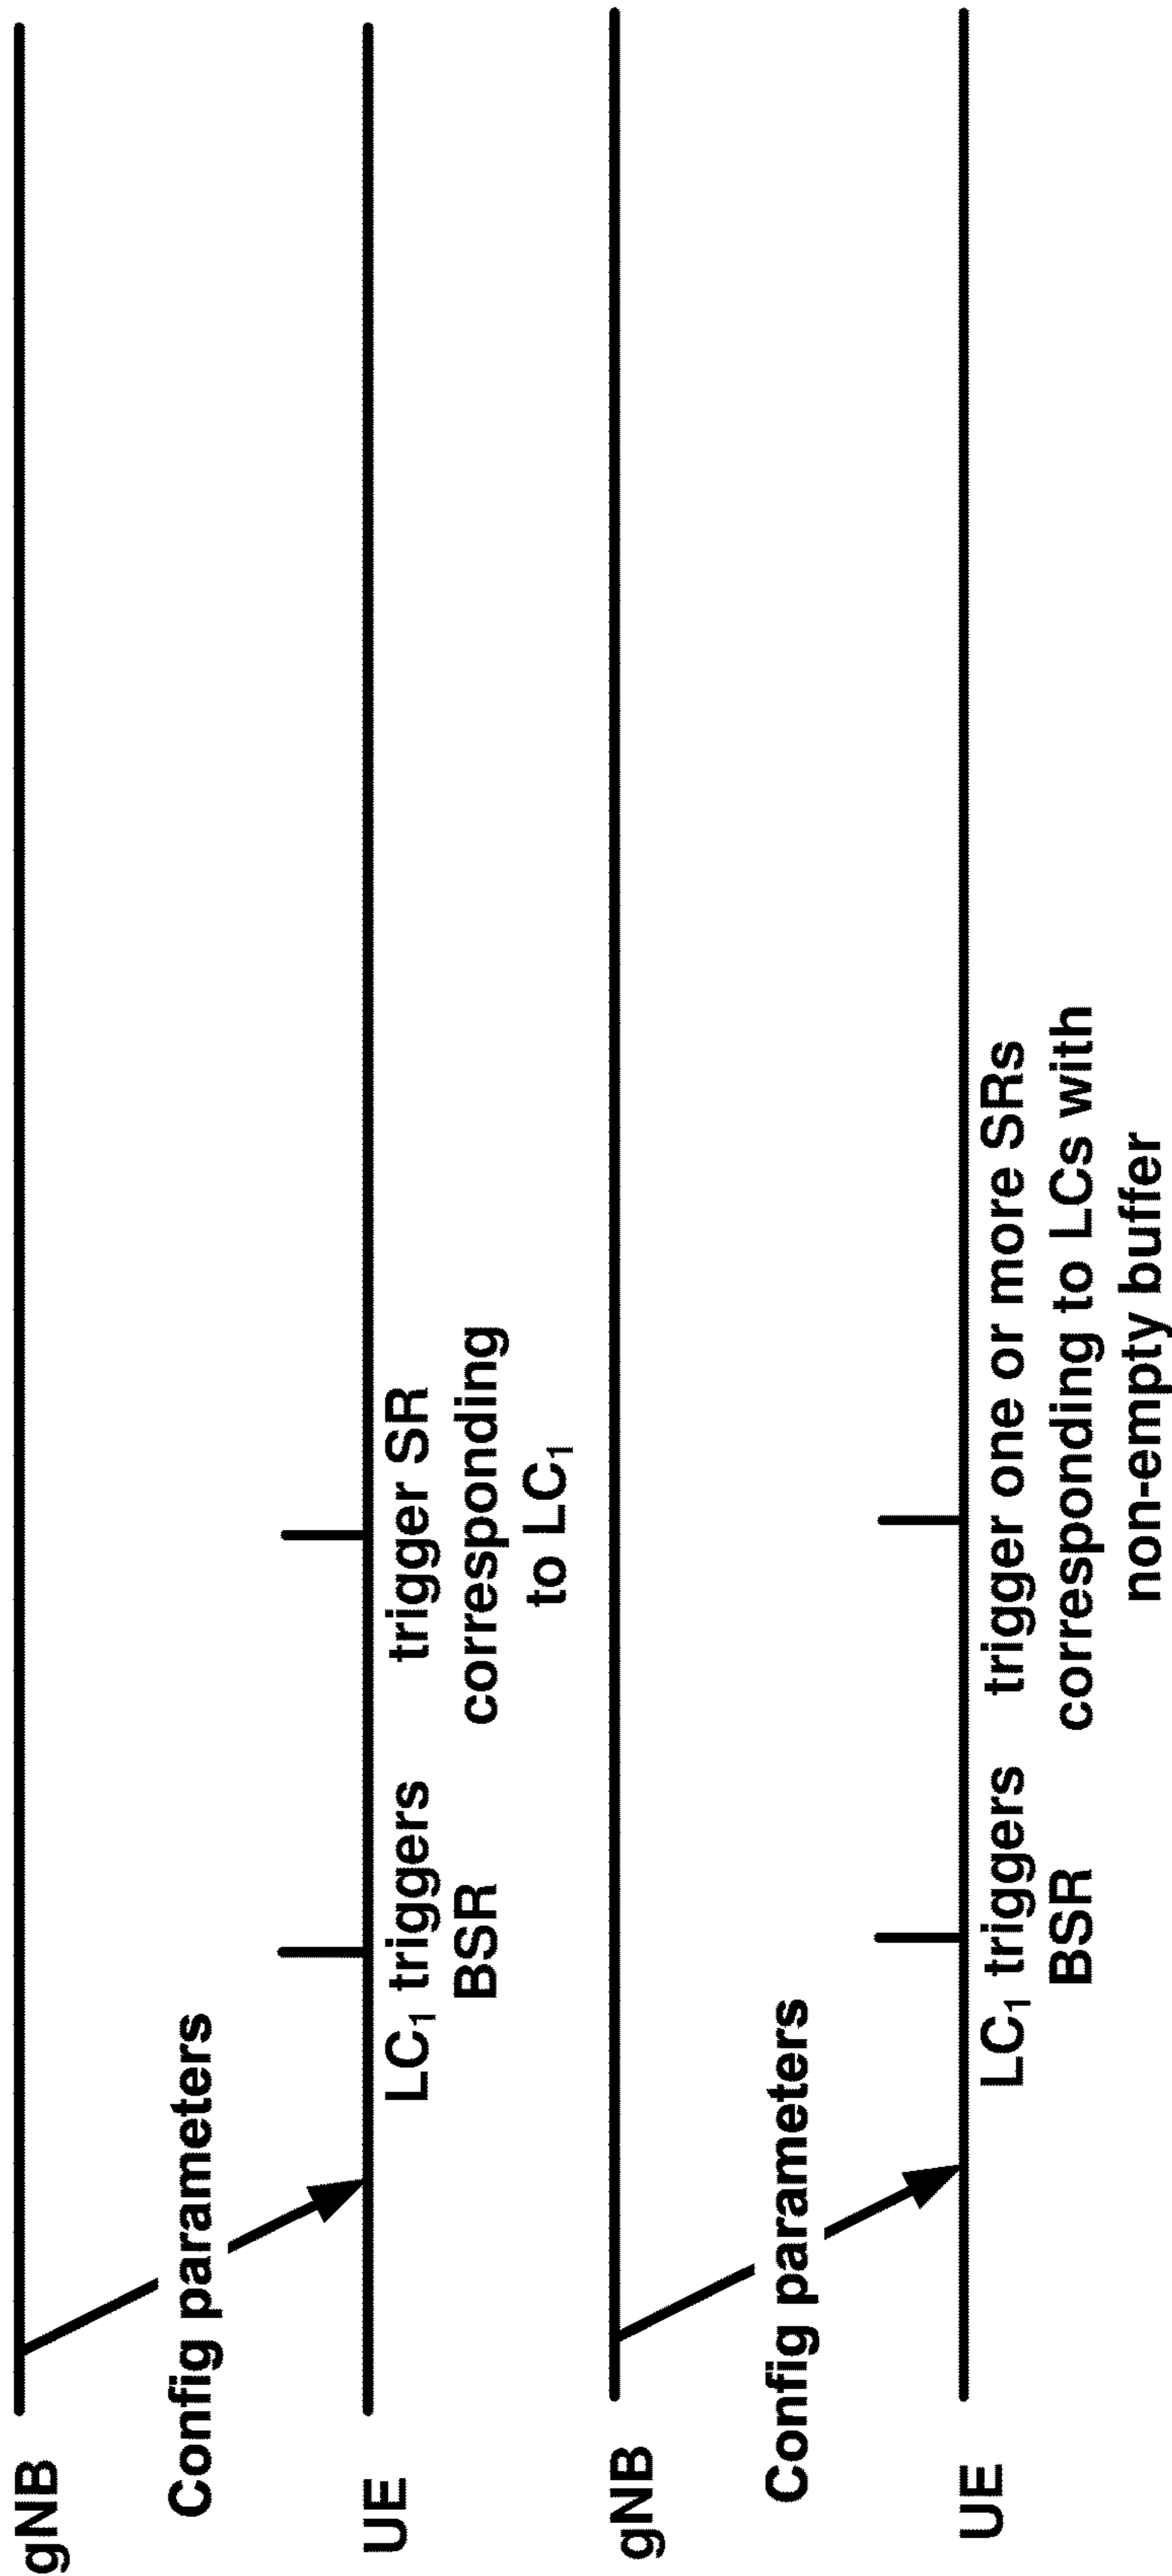 gNB
Config parameters
UE
LC₁ triggers
BSR
trigger SR
corresponding
to LC₁
gNB
Config parameters
UE
LC₁ triggers
BSR
trigger one or more SRs
corresponding to LCs with
non-empty buffer